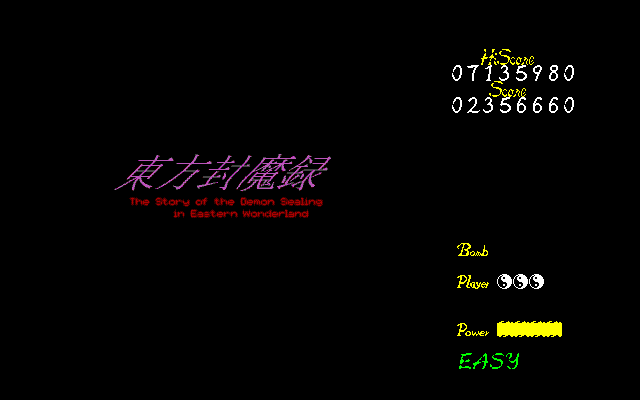 HiScore
07135980
Score
02356660
東方封魔録
The Story of the Demon Sealing
in Eastern Wonderland
Bomb
Player
Power
EASY